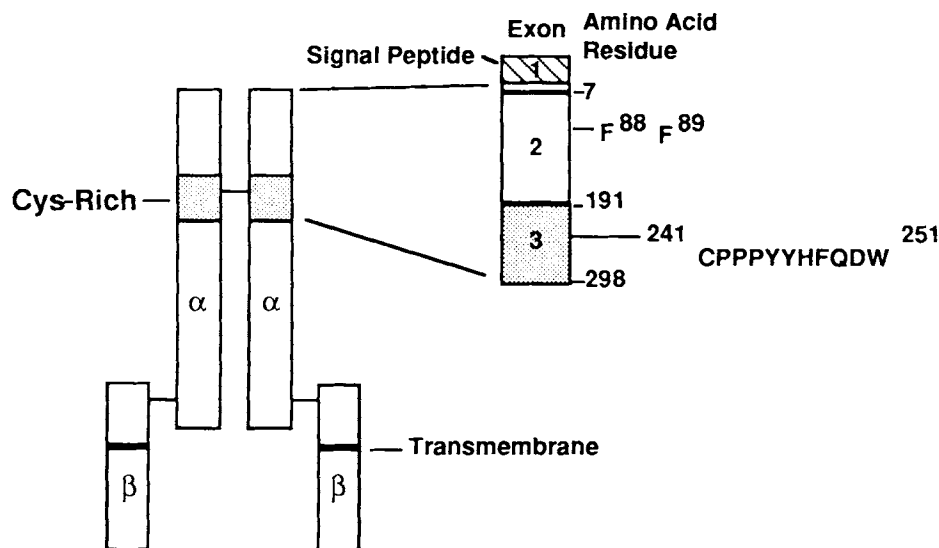 Exon
Amino Acid
Residue
Signal Peptide
1
-7
F88 F89
2
Cys-Rich
191
3
241
CPPPYYHFQDW
251
298
α α
Transmembrane
β β